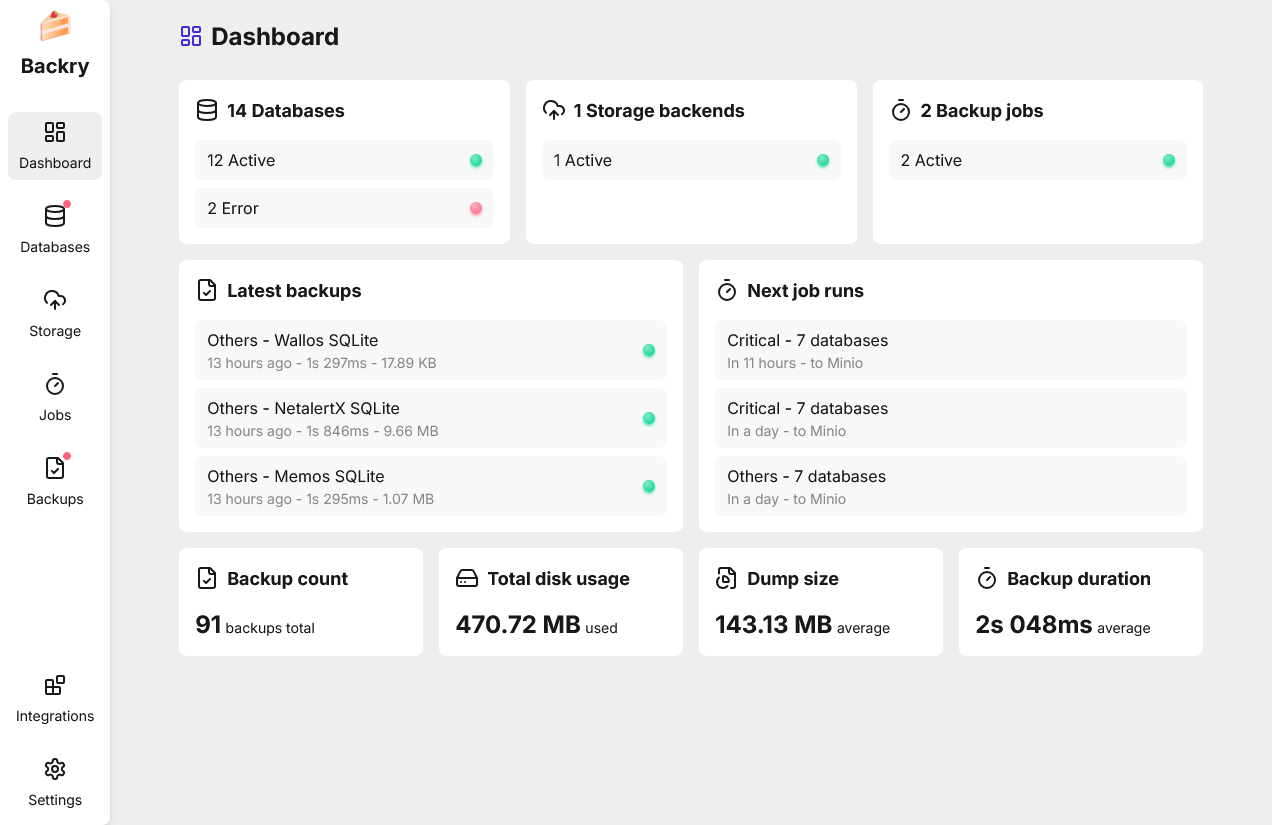 Backry
Dashboard
Databases
Storage
Jobs
Backups
Integrations
Settings
Dashboard
14 Databases
12 Active
2 Error
1 Storage backends
1 Active
2 Backup jobs
2 Active
Latest backups
Others - Wallos SQLite
13 hours ago - 1s 297ms - 17.89 KB
Others - NetalertX SQLite
13 hours ago - 1s 846ms - 9.66 MB
Others - Memos SQLite
13 hours ago - 1s 295ms - 1.07 MB
Next job runs
Critical - 7 databases
In 11 hours - to Minio
Critical - 7 databases
In a day - to Minio
Others - 7 databases
In a day - to Minio
Backup count
91 backups total
Total disk usage
470.72 MB used
Dump size
143.13 MB average
Backup duration
2s 048ms average